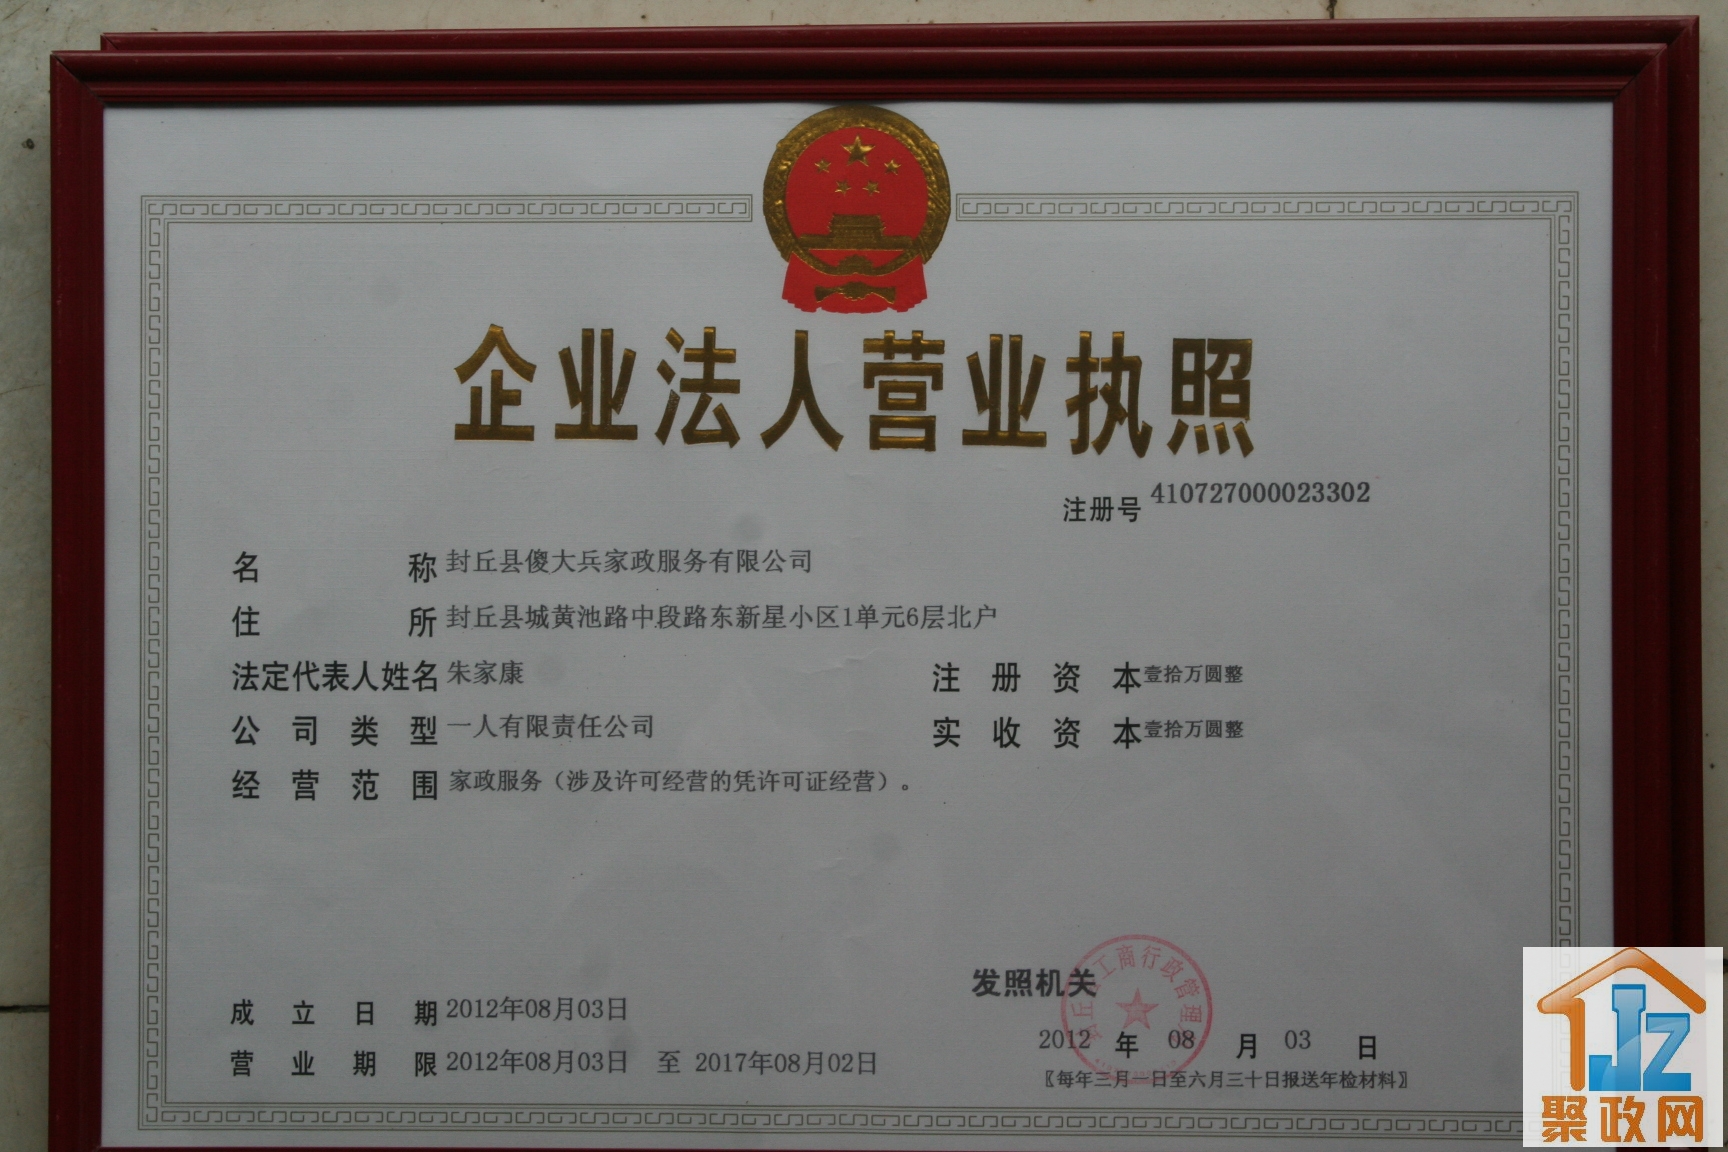 企业法人营业执照
注册号 410727000023302
名称 封丘县傻大兵家政服务有限公司
住所 封丘县城黄池路中段路东新星小区1单元6层北户
法定代表人姓名 朱家康 注册资本 壹拾万圆整
公司类型 一人有限责任公司 实收资本 壹拾万圆整
经营范围 家政服务（涉及许可经营的凭许可证经营）。
发照机关
工商行政管理
成立日期 2012年08月03日
2012 年 08 月 03 日
营业期限 2012年08月03日 至 2017年08月02日
〖每年三月一日至六月三十日报送年检材料〗
JZ
聚政网